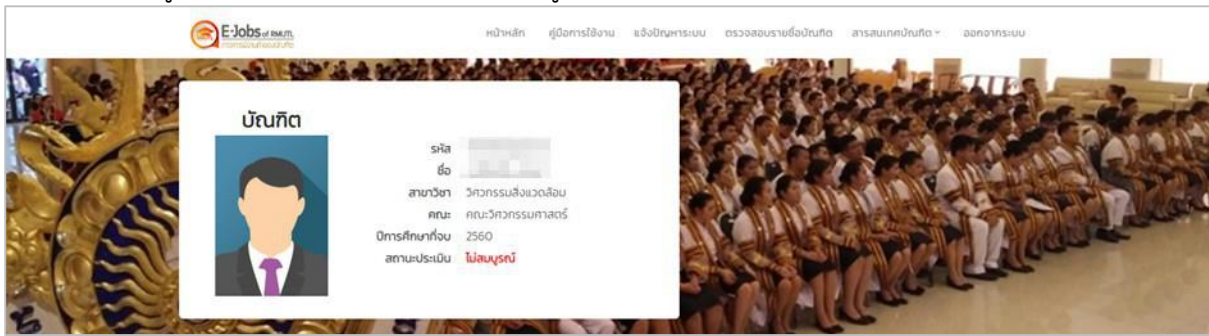 E-Jobs of RMUTL
หน้าหลัก คู่มือการใช้งาน แจ้งปัญหาระบบ ตรวจสอบรายชื่อบัณฑิต สารสนเทศบัณฑิต ออกจากระบบ
บัณฑิต
รหัส
ชื่อ
สาขาวิชา วิศวกรรมสิ่งแวดล้อม
คณะ คณะวิศวกรรมศาสตร์
ปีการศึกษาที่จบ 2560
สถานะประเมิน ไม่สมบูรณ์